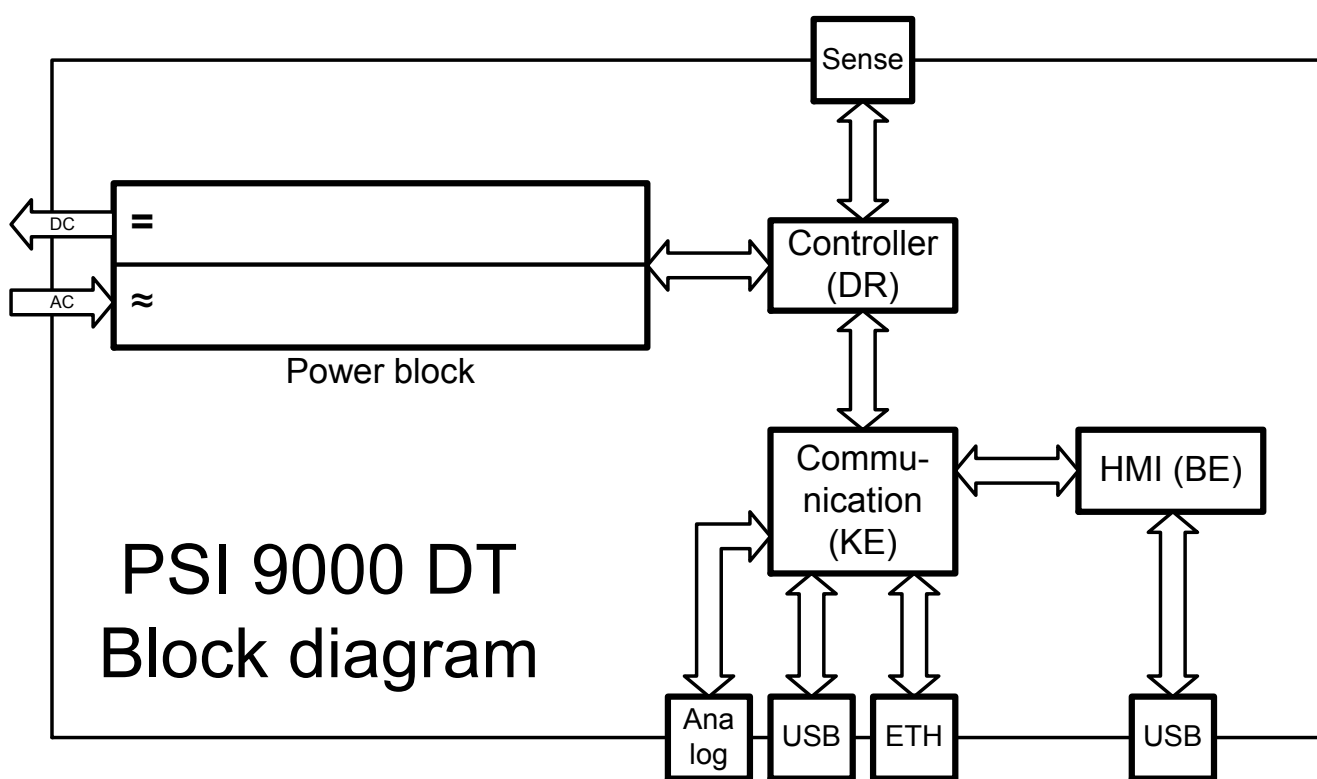 Sense
DC
=
Controller
(DR)
AC
≈
Power block
Commu-
nication
(KE)
HMI (BE)
PSI 9000 DT
Block diagram
Ana
log
USB
ETH
USB